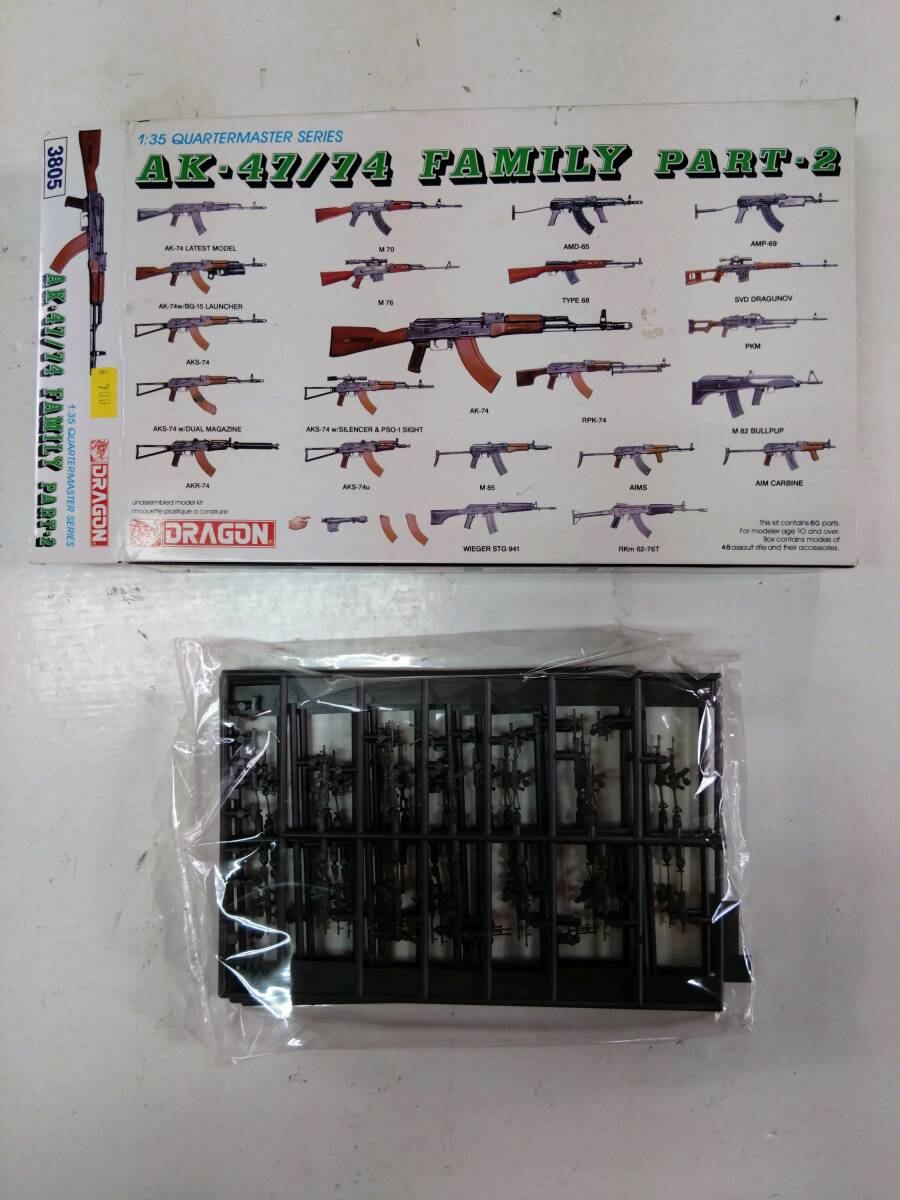 1:35 QUARTERMASTER SERIES
AK-47/74 FAMILY PART-2
AK-74 LATEST MODEL
M 70
AMD-65
AMP-69
AK-74w/BG-15 LAUNCHER
M 76
TYPE 68
SVD DRAGUNOV
AKS-74
PKM
AK-74
RPK-74
AKS-74 w/DUAL MAGAZINE
AKS-74 w/SILENCER & PSO-1 SIGHT
M 82 BULLPUP
AKR-74
AKS-74u
M 85
AIMS
AIM CARBINE
unassembled model kit
maquette plastique a construire
DRAGON
WIEGER STG 941
RKm 62-76T
This kit contains 60 parts.
For modeler age 10 and over.
Box contains models of
48 assault rifle and their accessories.
3805
AK-47/74 FAMILY PART-2
1:35 QUARTERMASTER SERIES
DRAGON
¥700